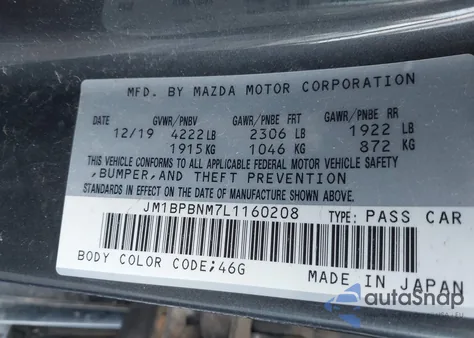 MFD. BY MAZDA MOTOR CORPORATION
DATE GVWR/PNBV GAWR/PNBE FRT GAWR/PNBE RR
12/19 4222LB 2306 LB 1922 LB
1915KG 1046 KG 872 KG
THIS VEHICLE CONFORMS TO ALL APPLICABLE FEDERAL MOTOR VEHICLE SAFETY
,BUMPER,AND THEFT PREVENTION
STANDARDS IN EFFECT ON THE DATE OF MANUFACTURE SHOWN ABOVE.
JM1BPBNM7L1160208 TYPE: PASS CAR
BODY COLOR CODE;46G
MADE IN JAPAN
autoSnap